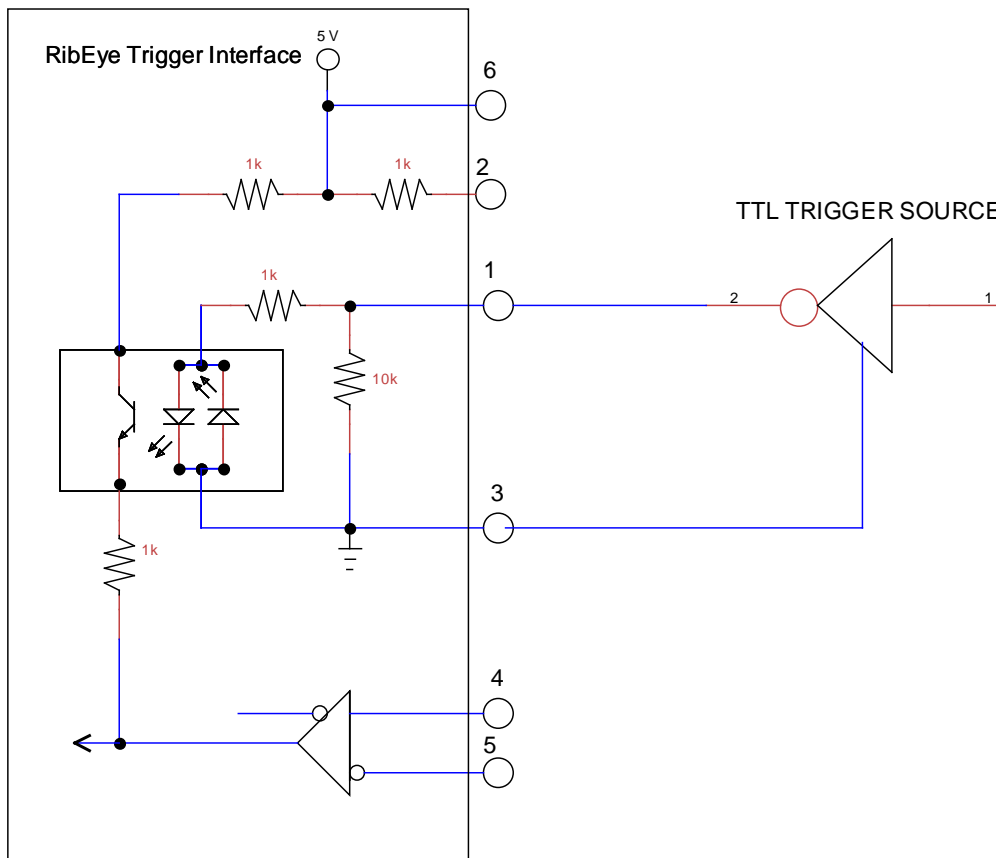 5 V
RibEye Trigger Interface
6
1k
1k
2
TTL TRIGGER SOURCE
1k
1
2
1
10k
3
1k
4
5